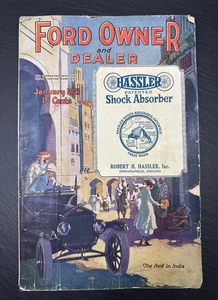 FORD OWNER
and
DEALER
January 1921
15 Cents
HASSLER
PATENTED
Shock Absorber
ROBERT H. HASSLER, Inc.
INDIANAPOLIS, INDIANA
The Ford in India